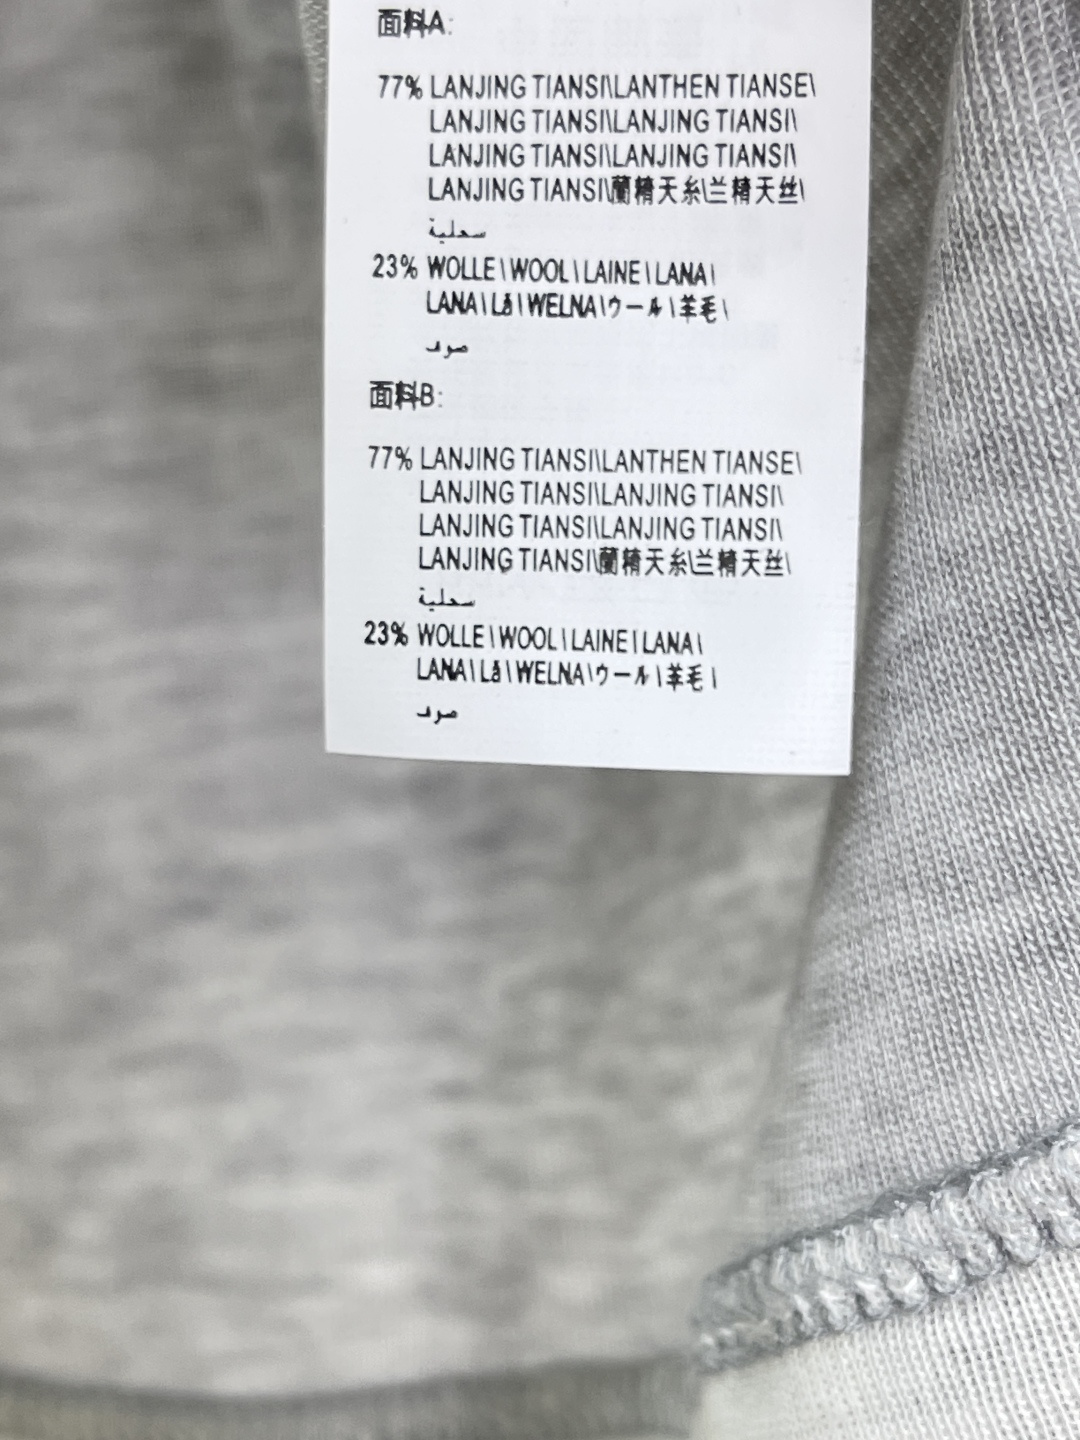 面料A:
77% LANJING TIANSI\LANTHEN TIANSE\
LANJING TIANSI\LANJING TIANSI\
LANJING TIANSI\LANJING TIANSI\
LANJING TIANSI\蘭精天糸\兰精天丝\
سحلية
23% WOLLE\WOOL\LAINE\LANA\
LANA\Lã\WELNA\ウール\羊毛\
صوف
面料B:
77% LANJING TIANSI\LANTHEN TIANSE\
LANJING TIANSI\LANJING TIANSI\
LANJING TIANSI\LANJING TIANSI\
LANJING TIANSI\蘭精天糸\兰精天丝\
سحلية
23% WOLLE\WOOL\LAINE\LANA\
LANA\Lã\WELNA\ウール\羊毛\
صوف